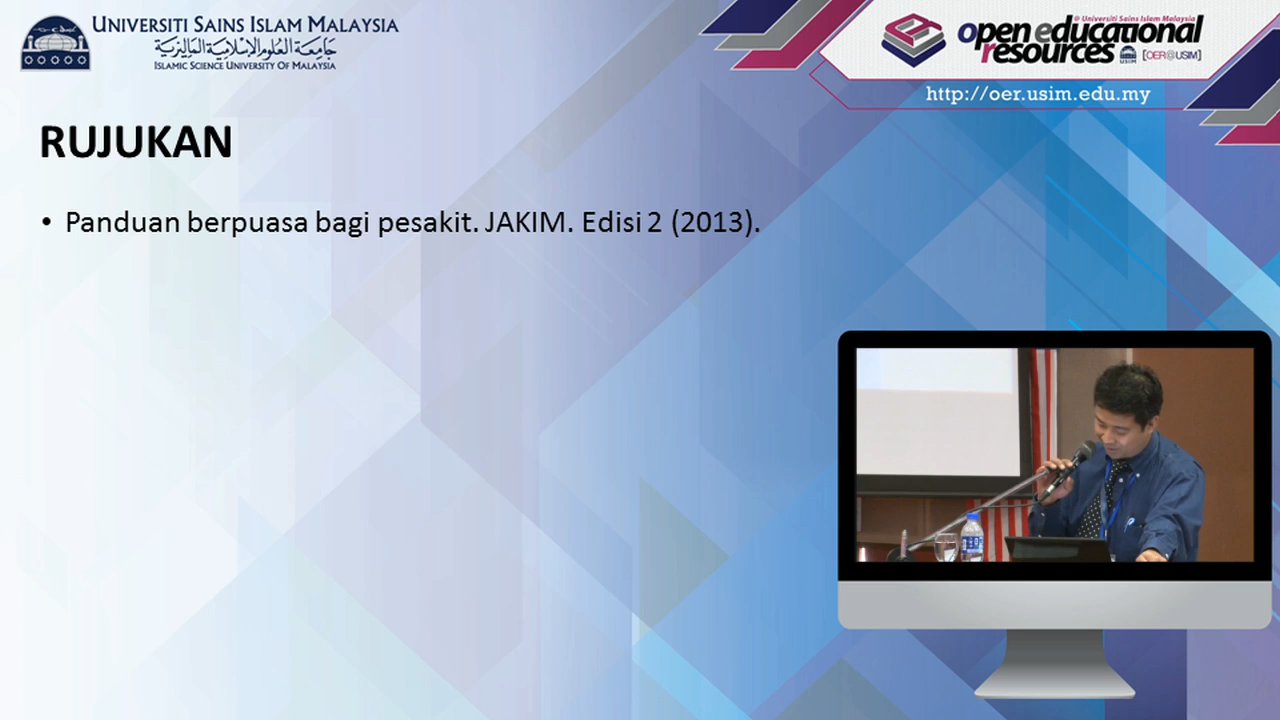 UNIVERSITI SAINS ISLAM MALAYSIA
جامعة العلوم الإسلامية الماليزية
ISLAMIC SCIENCE UNIVERSITY OF MALAYSIA
@ Universiti Sains Islam Malaysia
open educational
resources
USIM [OER@USIM]
http://oer.usim.edu.my
RUJUKAN
• Panduan berpuasa bagi pesakit. JAKIM. Edisi 2 (2013).